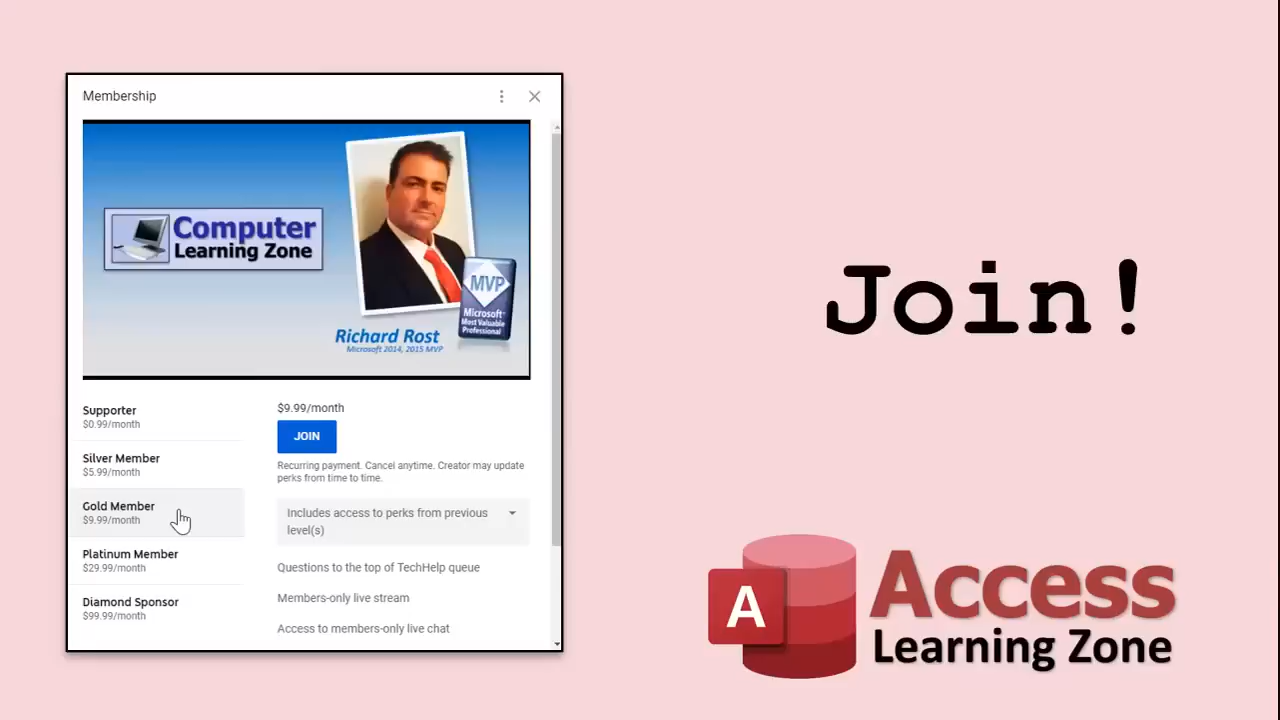 Membership
Computer
Learning Zone
MVP
Microsoft
Most Valuable
Professional
Richard Rost
Microsoft 2014, 2015 MVP
Supporter
$0.99/month
Silver Member
$5.99/month
Gold Member
$9.99/month
Platinum Member
$29.99/month
Diamond Sponsor
$99.99/month
$9.99/month
JOIN
Recurring payment. Cancel anytime. Creator may update
perks from time to time.
Includes access to perks from previous
level(s)
Questions to the top of TechHelp queue
Members-only live stream
Access to members-only live chat
Join!
A
Access
Learning Zone